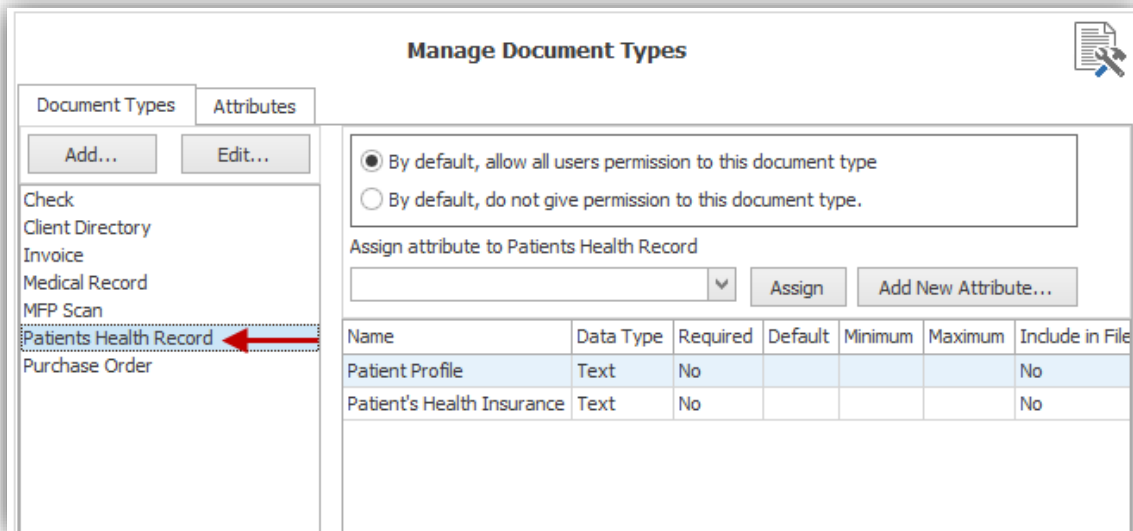 Manage Document Types
Document Types Attributes
Add... Edit...
Check
Client Directory
Invoice
Medical Record
MFP Scan
Patients Health Record
Purchase Order
By default, allow all users permission to this document type
By default, do not give permission to this document type.
Assign attribute to Patients Health Record
Assign Add New Attribute...
Name Data Type Required Default Minimum Maximum Include in File
Patient Profile Text No No
Patient's Health Insurance Text No No